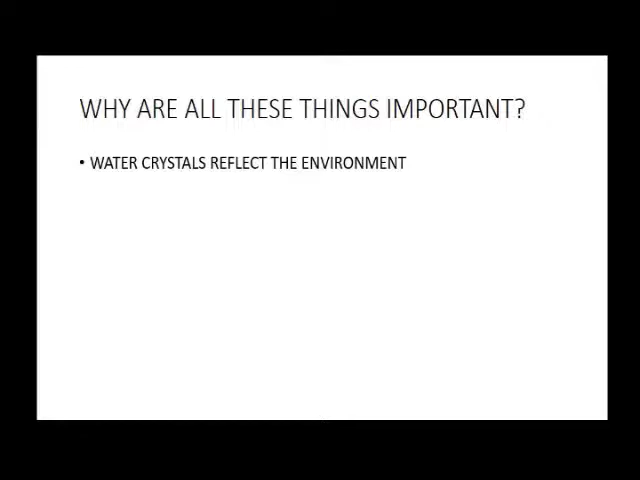 WHY ARE ALL THESE THINGS IMPORTANT?
• WATER CRYSTALS REFLECT THE ENVIRONMENT